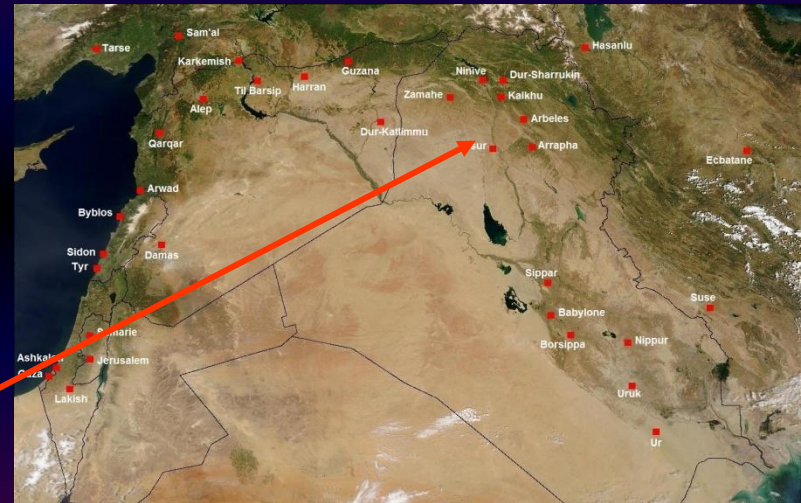 Sam'al
Hasanlu
Tarse
Karkemish
Guzana
Ninive
Dur-Sharrukin
Til Barsip
Harran
Zamahe
Kalkhu
Alep
Arbeles
Dur-Katlimmu
Qarqar
Arrapha
Ecbatane
Arwad
Byblos
Sidon
Damas
Tyr
Sippar
Suse
Babylone
Borsippa
Nippur
Ashkalon
Jerusalem
Gaza
Lakish
Uruk
Ur